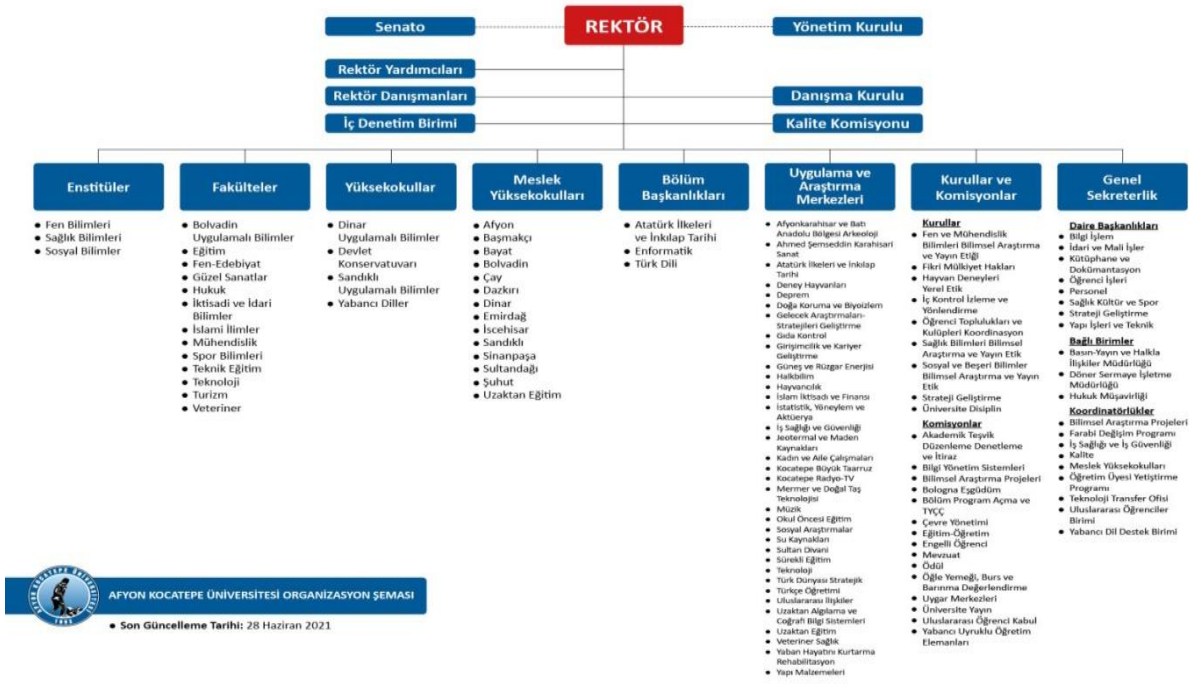 Senato
REKTÖR
Yönetim Kurulu
Rektör Yardımcıları
Rektör Danışmanları
Danışma Kurulu
İç Denetim Birimi
Kalite Komisyonu
Enstitüler
• Fen Bilimleri
• Sağlık Bilimleri
• Sosyal Bilimler
Fakülteler
• Bolvadin
Uygulamalı Bilimler
• Eğitim
• Fen-Edebiyat
• Güzel Sanatlar
• Hukuk
• İktisadi ve İdari
Bilimler
• İslami İlimler
• Mühendislik
• Spor Bilimleri
• Teknik Eğitim
• Teknoloji
• Turizm
• Veteriner
Yüksekokullar
• Dinar
Uygulamalı Bilimler
• Devlet
Konservatuvarı
• Sandıklı
Uygulamalı Bilimler
• Yabancı Diller
Meslek
Yüksekokulları
• Afyon
• Başmakçı
• Bayat
• Bolvadin
• Çay
• Dazkırı
• Dinar
• Emirdağ
• İscehisar
• Sandıklı
• Sinanpaşa
• Sultandağı
• Şuhut
• Uzaktan Eğitim
Bölüm
Başkanlıkları
• Atatürk İlkeleri
ve İnkılap Tarihi
• Enformatik
• Türk Dili
Uygulama ve
Araştırma
Merkezleri
• Afyonkarahisar ve Batı
Anadolu Bölgesi Arkeoloji
• Ahmed Şemseddin Karahisari
Sanat
• Atatürk İlkeleri ve İnkılap
Tarihi
• Deney Hayvanları
• Deprem
• Doğa Koruma ve Biyoizlem
• Gelecek Araştırmaları-
Stratejileri Geliştirme
• Gıda Kontrol
• Girişimcilik ve Kariyer
Geliştirme
• Güneş ve Rüzgar Enerjisi
• Halkbilim
• Hayvancılık
• İslam İktisadı ve Finansı
• İstatistik, Yöneylem ve
Aktüerya
• İş Sağlığı ve Güvenliği
• Jeotermal ve Maden
Kaynakları
• Kadın ve Aile Çalışmaları
• Kocatepe Büyük Taarruz
• Kocatepe Radyo-TV
• Mermer ve Doğal Taş
Teknolojisi
• Müzik
• Okul Öncesi Eğitim
• Sosyal Araştırmalar
• Su Kaynakları
• Sultan Divani
• Sürekli Eğitim
• Teknoloji
• Türk Dünyası Stratejik
• Türkçe Öğretimi
• Uluslararası İlişkiler
• Uzaktan Algılama ve
Coğrafi Bilgi Sistemleri
• Uzaktan Eğitim
• Veteriner Sağlık
• Yaban Hayatını Kurtarma
Rehabilitasyon
• Yapı Malzemeleri
Kurullar ve
Komisyonlar
Kurullar
• Fen ve Mühendislik
Bilimleri Bilimsel Araştırma
ve Yayın Etiği
• Fikri Mülkiyet Hakları
• Hayvan Deneyleri
Yerel Etik
• İç Kontrol İzleme ve
Yönlendirme
• Öğrenci Toplulukları ve
Kulüpleri Koordinasyon
• Sağlık Bilimleri Bilimsel
Araştırma ve Yayın Etik
• Sosyal ve Beşeri Bilimler
Bilimsel Araştırma ve Yayın
Etik
• Strateji Geliştirme
• Üniversite Disiplin
Komisyonlar
• Akademik Teşvik
Düzenleme Denetleme
ve İtiraz
• Bilgi Yönetim Sistemleri
• Bilimsel Araştırma Projeleri
• Bologna Eşgüdüm
• Bölüm Program Açma ve
TYÇÇ
• Çevre Yönetimi
• Eğitim-Öğretim
• Engelli Öğrenci
• Mevzuat
• Ödül
• Öğle Yemeği, Burs ve
Barınma Değerlendirme
• Uygar Merkezleri
• Üniversite Yayın
• Uluslararası Öğrenci Kabul
• Yabancı Uyruklu Öğretim
Elemanları
Genel
Sekreterlik
Daire Başkanlıkları
• Bilgi İşlem
• İdari ve Mali İşler
• Kütüphane ve
Dokümantasyon
• Öğrenci İşleri
• Personel
• Sağlık Kültür ve Spor
• Strateji Geliştirme
• Yapı İşleri ve Teknik
Bağlı Birimler
• Basın-Yayın ve Halkla
İlişkiler Müdürlüğü
• Döner Sermaye İşletme
Müdürlüğü
• Hukuk Müşavirliği
Koordinatörlükler
• Bilimsel Araştırma Projeleri
• Farabi Değişim Programı
• İş Sağlığı ve İş Güvenliği
• Kalite
• Meslek Yüksekokulları
• Öğretim Üyesi Yetiştirme
Programı
• Teknoloji Transfer Ofisi
• Uluslararası Öğrenciler
Birimi
• Yabancı Dil Destek Birimi
AFYON KOCATEPE ÜNİVERSİTESİ
1992
AFYON KOCATEPE ÜNİVERSİTESİ ORGANİZASYON ŞEMASI
• Son Güncelleme Tarihi: 28 Haziran 2021